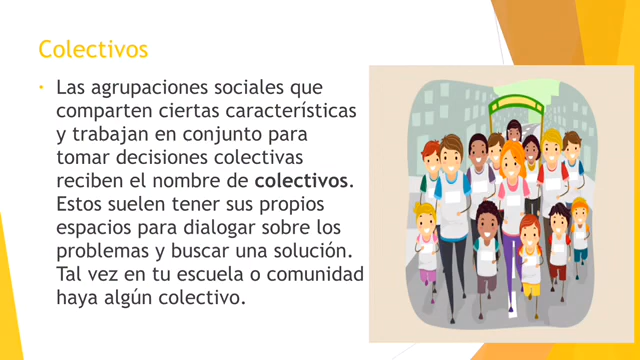 Colectivos
• Las agrupaciones sociales que
comparten ciertas características
y trabajan en conjunto para
tomar decisiones colectivas
reciben el nombre de colectivos.
Estos suelen tener sus propios
espacios para dialogar sobre los
problemas y buscar una solución.
Tal vez en tu escuela o comunidad
haya algún colectivo.